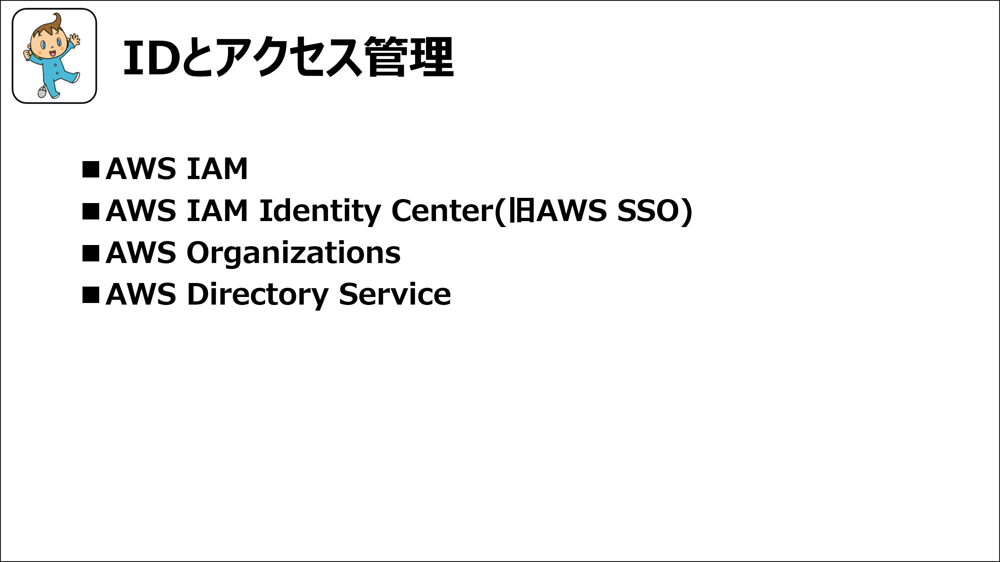 IDとアクセス管理
■AWS IAM
■AWS IAM Identity Center(旧AWS SSO)
■AWS Organizations
■AWS Directory Service